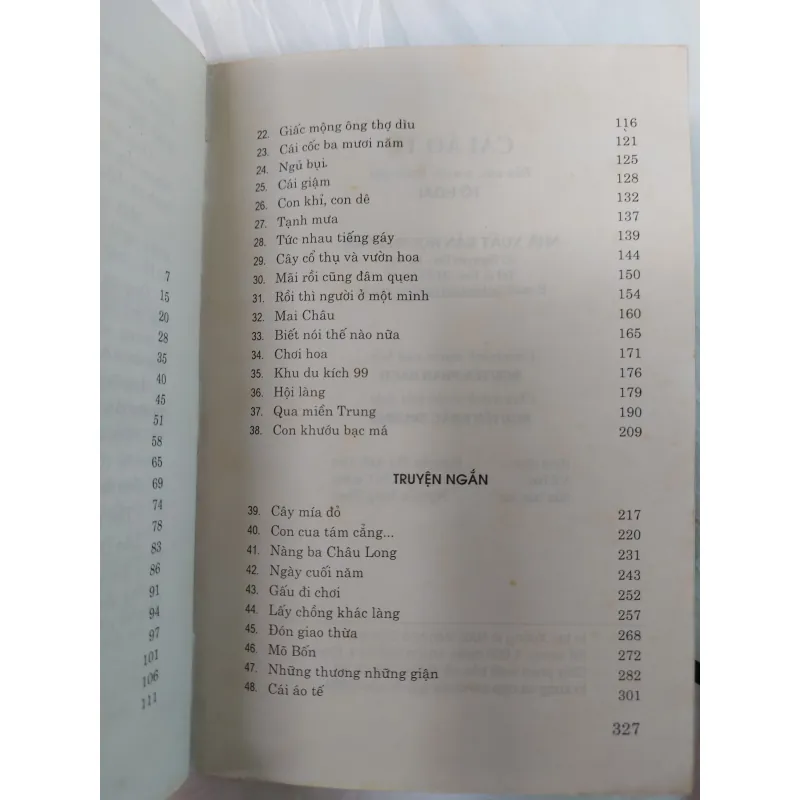 7
15
20
28
35
40
45
51
58
65
69
74
78
83
86
91
94
97
101
106
111
22. Giấc mộng ông thợ dìu 116
23. Cái cốc ba mươi năm 121
24. Ngủ bụi. 125
25. Cái giậm 128
26. Con khỉ, con dê 132
27. Tạnh mưa 137
28. Tức nhau tiếng gáy 139
29. Cây cổ thụ và vườn hoa 144
30. Mãi rồi cũng đâm quen 150
31. Rồi thì người ở một mình 154
32. Mai Châu 160
33. Biết nói thế nào nữa 165
34. Chơi hoa 171
35. Khu du kích 99 176
36. Hội làng 179
37. Qua miền Trung 190
38. Con khướu bạc má 209
TRUYỆN NGẮN
39. Cây mía đỏ 217
40. Con cua tám cẳng... 220
41. Nàng ba Châu Long 231
42. Ngày cuối năm 243
43. Gấu đi chơi 252
44. Lấy chồng khác làng 257
45. Đón giao thừa 268
46. Mõ Bốn 272
47. Những thương những giận 282
48. Cái áo tế 301
327